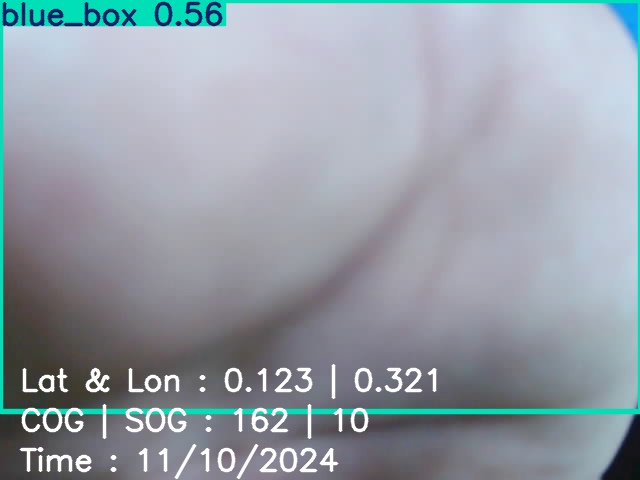 blue_box 0.56
Lat & Lon : 0.123 | 0.321
COG | SOG : 162 | 10
Time : 11/10/2024